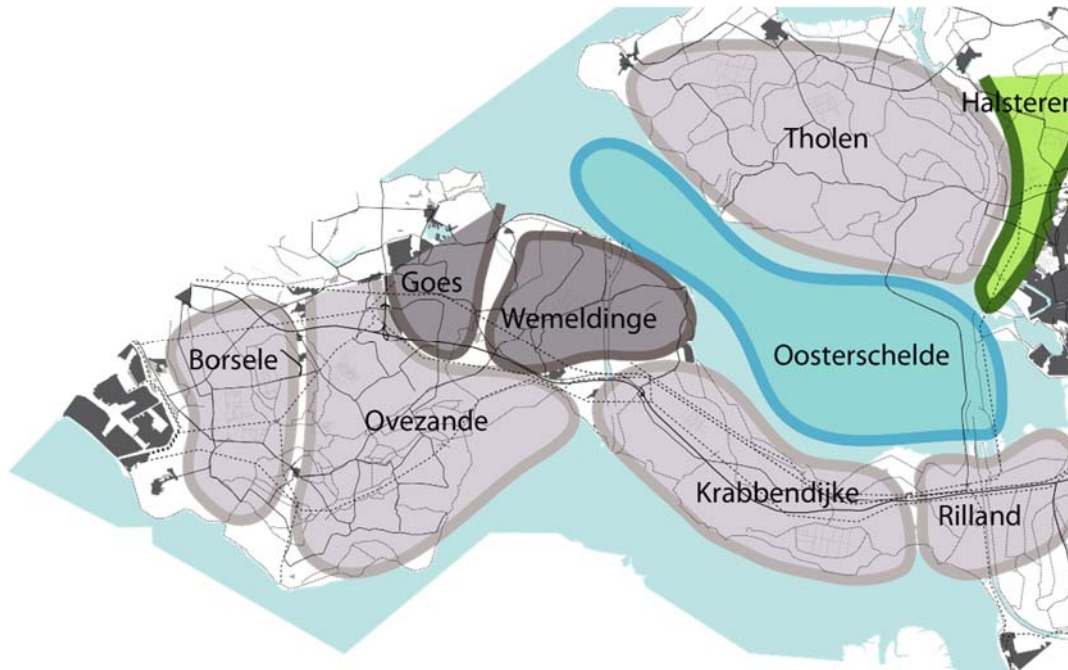 Halsteren
Tholen
Goes
Wemeldinge
Borsele
Oosterschelde
Ovezande
Krabbendijke
Rilland